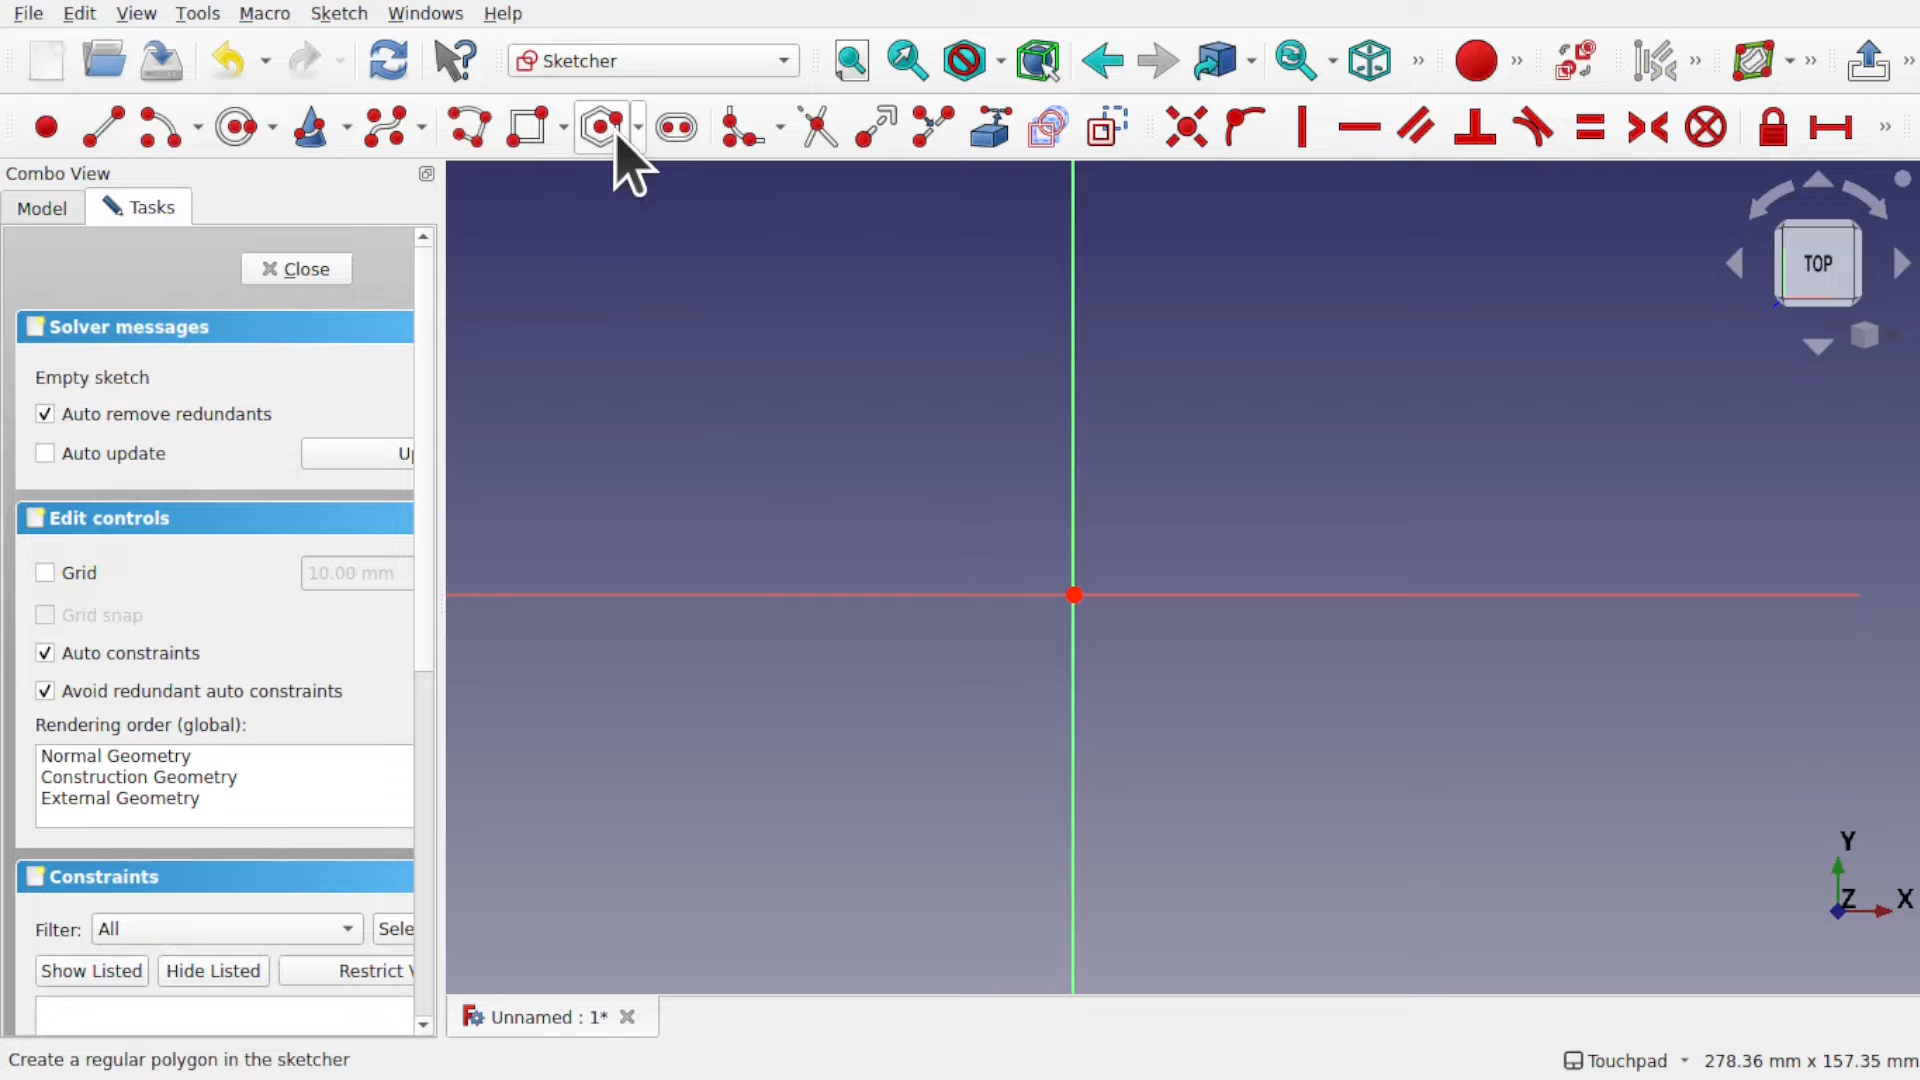 File Edit View Tools Macro Sketch Windows Help
Sketcher
Combo View
Model Tasks
Close
Solver messages
Empty sketch
Auto remove redundants
Auto update
Edit controls
Grid 10.00 mm
Grid snap
Auto constraints
Avoid redundant auto constraints
Rendering order (global):
Normal Geometry
Construction Geometry
External Geometry
Constraints
Filter: All Sele
Show Listed Hide Listed Restrict
TOP
Y
Z X
Unnamed : 1*
Create a regular polygon in the sketcher
Touchpad 278.36 mm x 157.35 mm